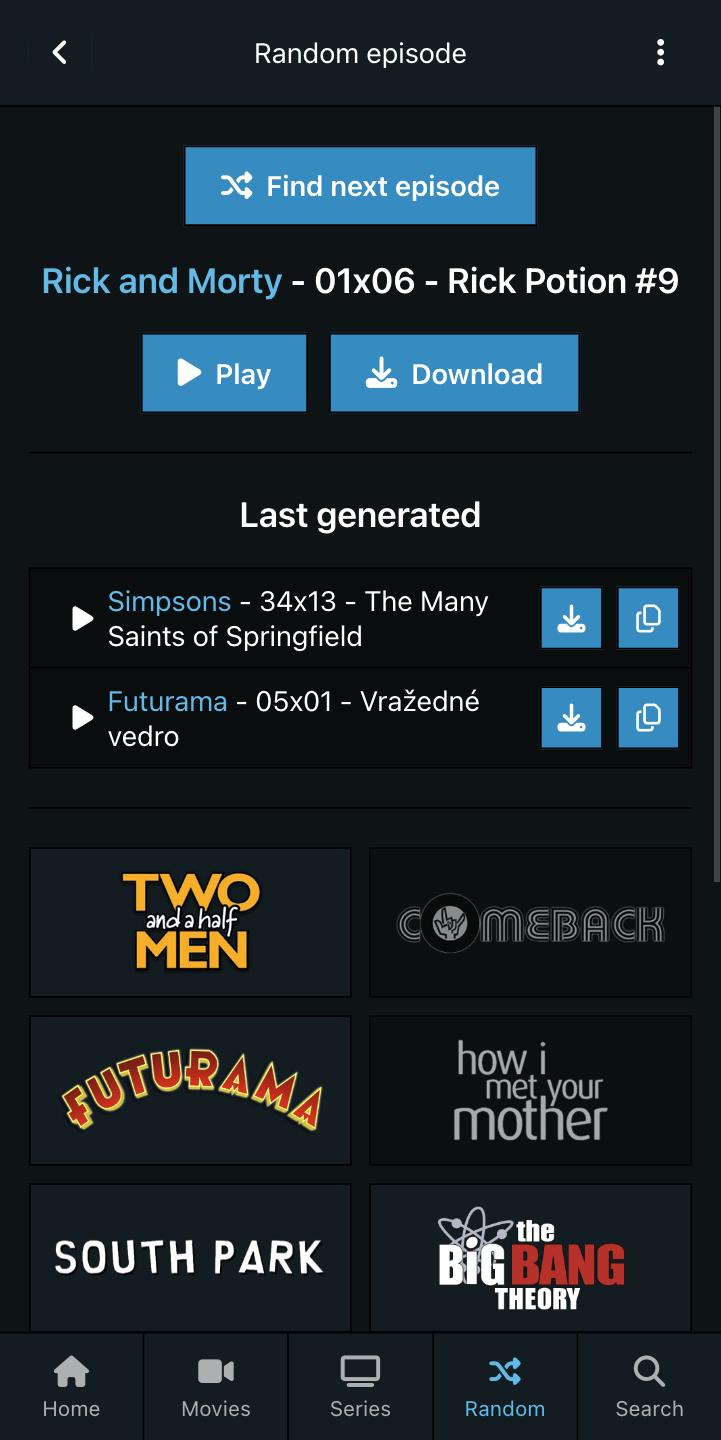 Random episode
Find next episode
Rick and Morty - 01x06 - Rick Potion #9
Play
Download
Last generated
Simpsons - 34x13 - The Many
Saints of Springfield
Futurama - 05x01 - Vražedné
vedro
TWO
and a half
MEN
COMEBACK
FUTURAMA
how i
met your
mother
SOUTH PARK
the
BIG BANG
THEORY
Home
Movies
Series
Random
Search